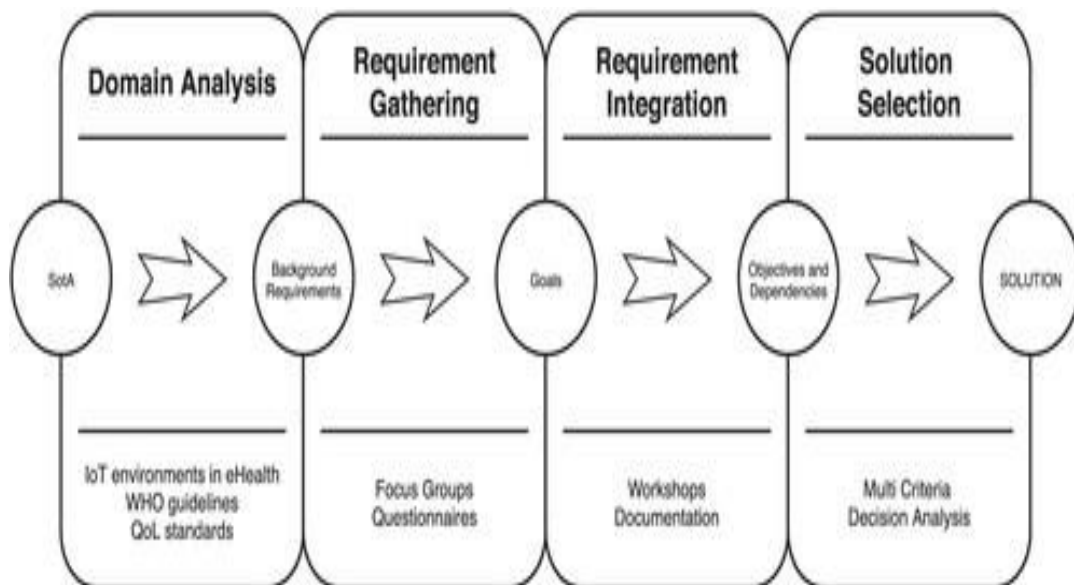 Domain Analysis
Requirement
Gathering
Requirement
Integration
Solution
Selection
SotA
Background
Requirements
Goals
Objectives and
Dependencies
SOLUTION
IoT environments in eHealth
WHO guidelines
QoL standards
Focus Groups
Questionnaires
Workshops
Documentation
Multi Criteria
Decision Analysis